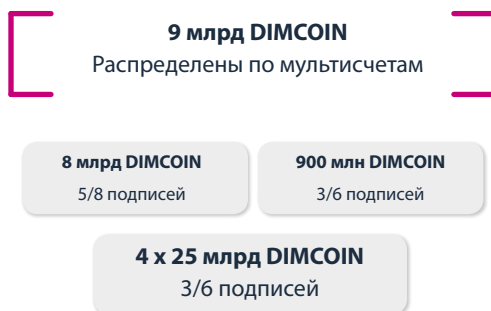 9 млрд DIMCOIN
Распределены по мультисчетам
8 млрд DIMCOIN
5/8 подписей
900 млн DIMCOIN
3/6 подписей
4 x 25 млрд DIMCOIN
3/6 подписей